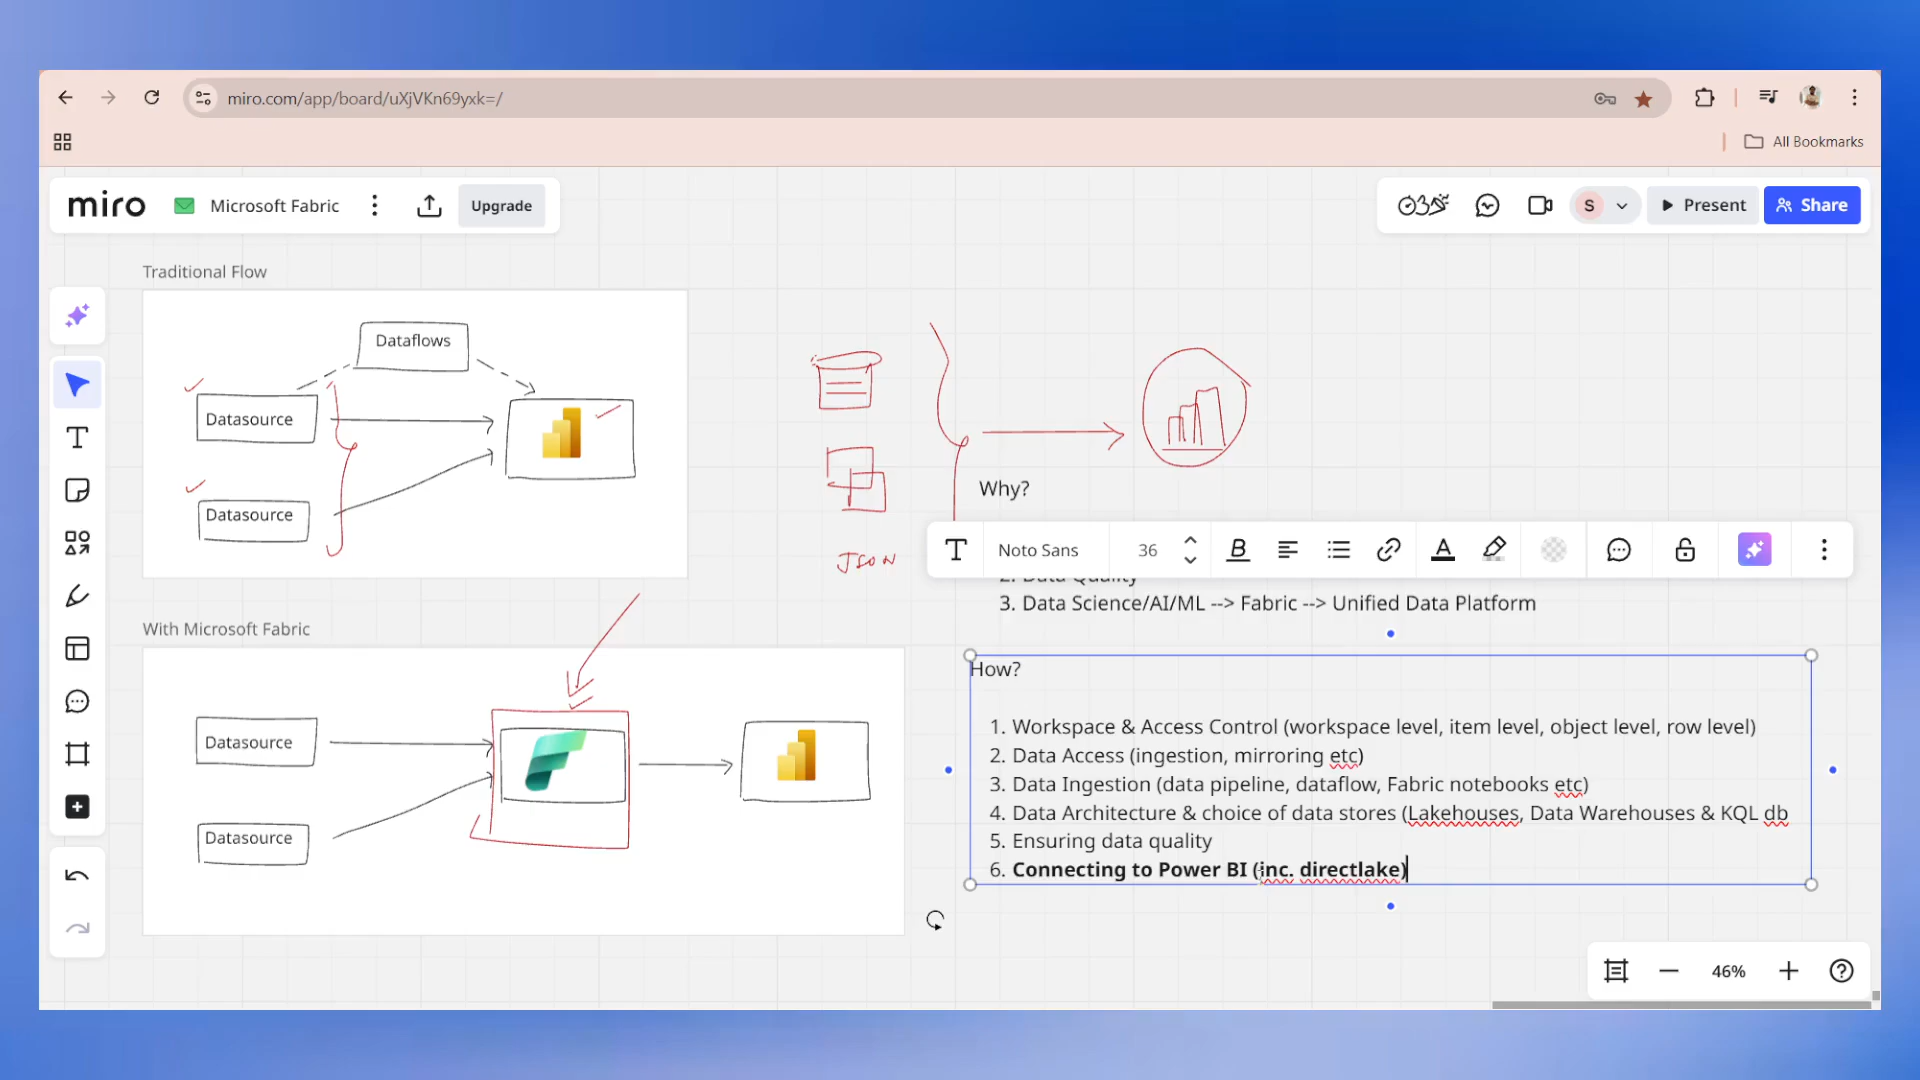 miro.com/app/board/uXjVKn69yxk=/
All Bookmarks
miro
Microsoft Fabric
Upgrade
S
Present
Share
Traditional Flow
Dataflows
Datasource
Datasource
JSON
Why?
Noto Sans
36
B
A
2. Data Quality
3. Data Science/AI/ML --> Fabric --> Unified Data Platform
With Microsoft Fabric
Datasource
Datasource
How?
1. Workspace & Access Control (workspace level, item level, object level, row level)
2. Data Access (ingestion, mirroring etc)
3. Data Ingestion (data pipeline, dataflow, Fabric notebooks etc)
4. Data Architecture & choice of data stores (Lakehouses, Data Warehouses & KQL db
5. Ensuring data quality
6. Connecting to Power BI (inc. directlake)
46%